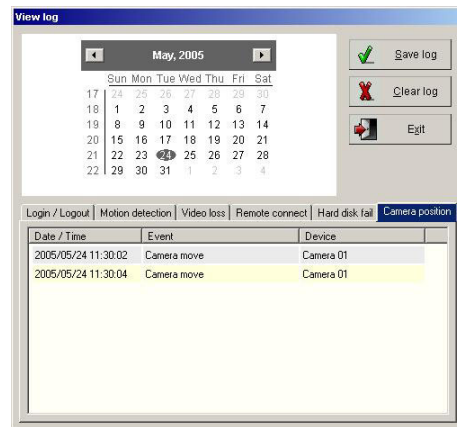 View log
May, 2005
Sun Mon Tue Wed Thu Fri Sat
17 24 25 26 27 28 29 30
18 1 2 3 4 5 6 7
19 8 9 10 11 12 13 14
20 15 16 17 18 19 20 21
21 22 23 24 25 26 27 28
22 29 30 31 1 2 3 4
Save log
Clear log
Exit
Login / Logout Motion detection Video loss Remote connect Hard disk fail Camera position
Date / Time Event Device
2005/05/24 11:30:02 Camera move Camera 01
2005/05/24 11:30:04 Camera move Camera 01